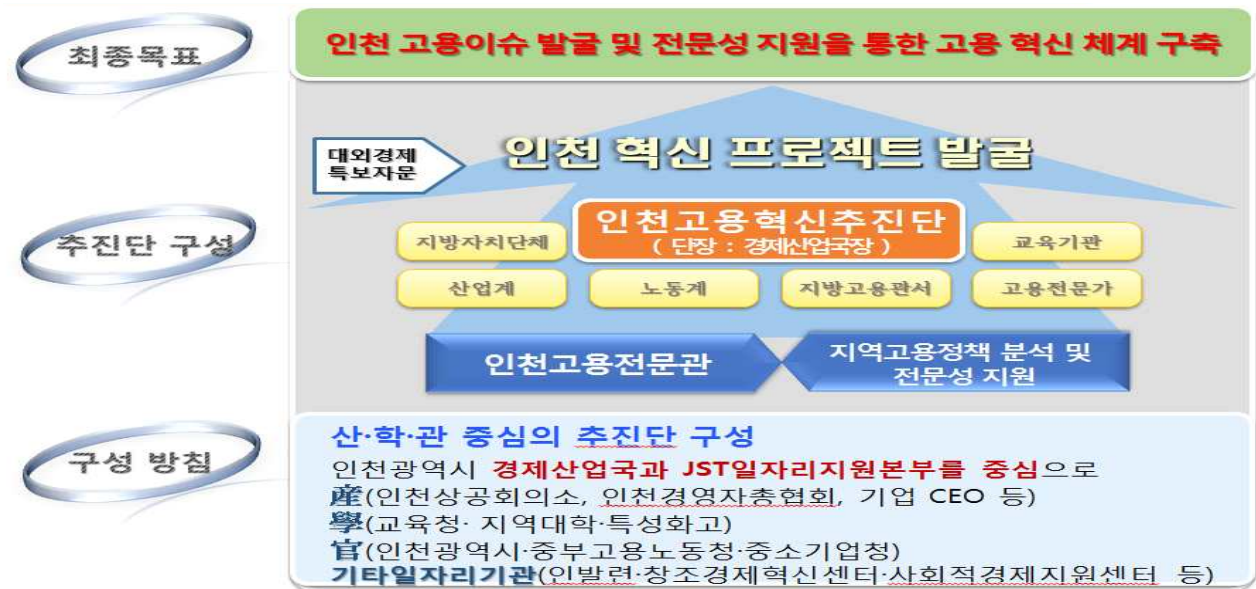 최종목표
인천 고용이슈 발굴 및 전문성 지원을 통한 고용 혁신 체계 구축
대외경제
특보자문
인천 혁신 프로젝트 발굴
추진단 구성
지방자치단체
인천고용혁신추진단
( 단장 : 경제산업국장 )
교육기관
산업계
노동계
지방고용관서
고용전문가
인천고용전문관
지역고용정책 분석 및
전문성 지원
구성 방침
산·학·관 중심의 추진단 구성
인천광역시 경제산업국과 JST일자리지원본부를 중심으로
産(인천상공회의소, 인천경영자총협회, 기업 CEO 등)
學(교육청· 지역대학·특성화고)
官(인천광역시·중부고용노동청·중소기업청)
기타일자리기관(인발련·창조경제혁신센터·사회적경제지원센터 등)